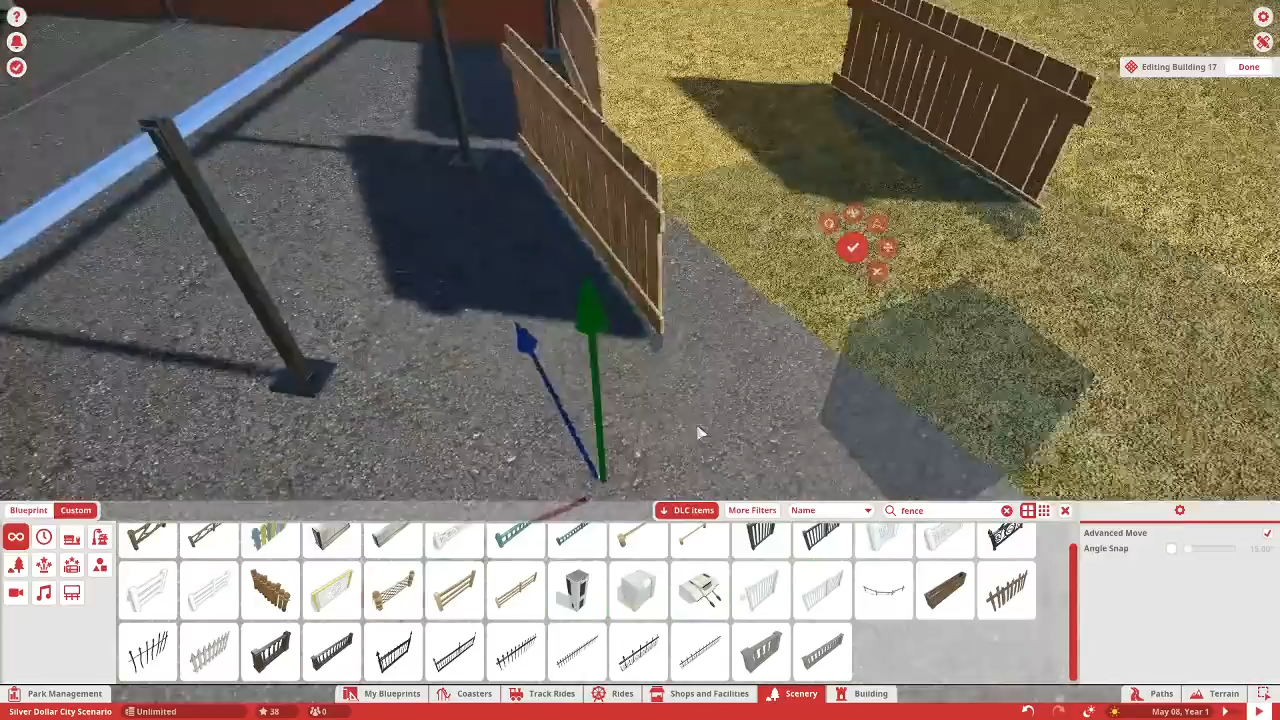 Editing Building 17 Done
Blueprint Custom DLC items More Filters Name fence
Advanced Move
Angle Snap 15.00°
Park Management My Blueprints Coasters Track Rides Rides Shops and Facilities Scenery Building Paths Terrain
Silver Dollar City Scenario Unlimited 38 0 May 08, Year 1